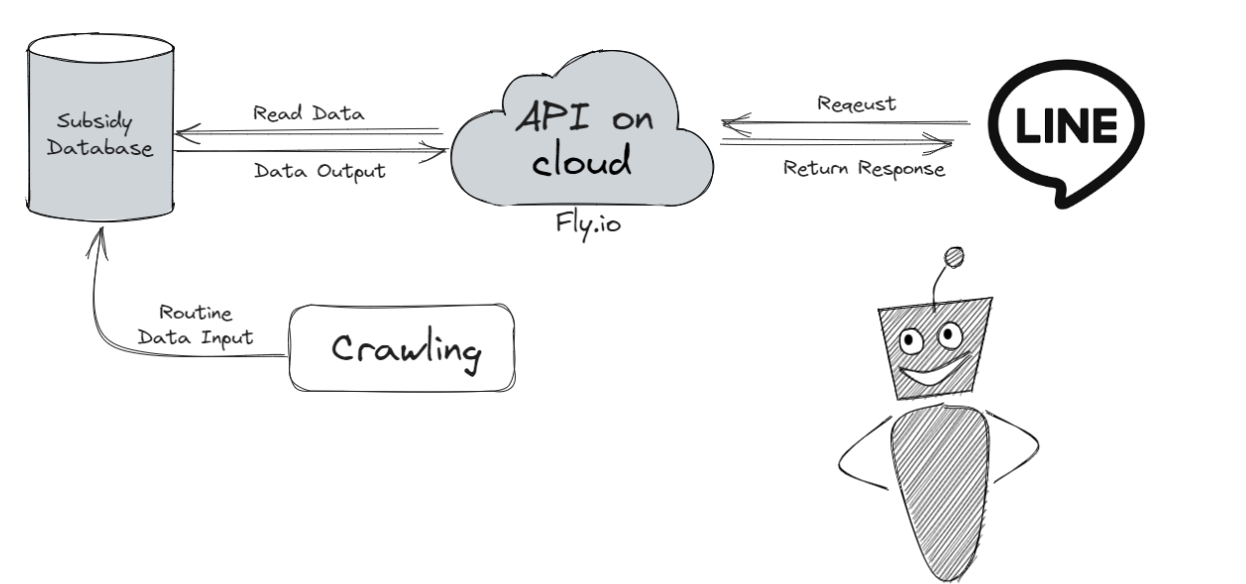 Subsidy
Database
Read Data
Data Output
API on
cloud
Fly.io
Reqeust
Return Response
LINE
Routine
Data Input
Crawling